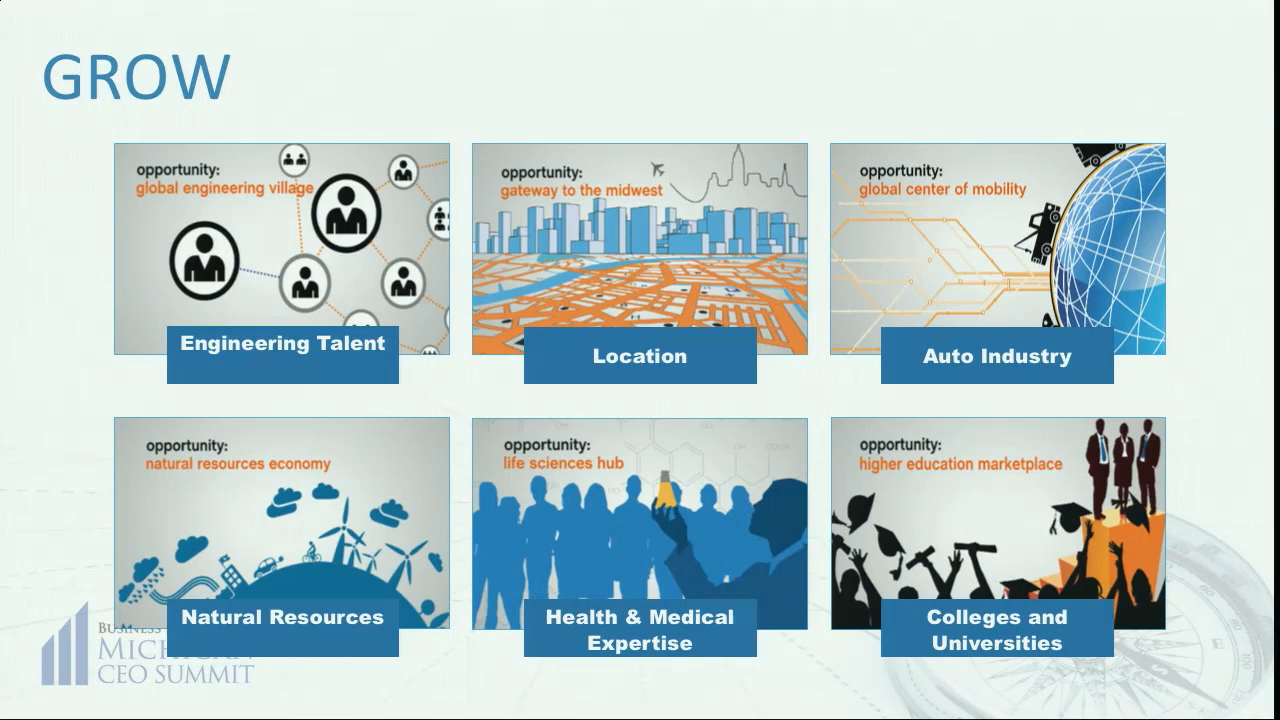 GROW
opportunity:
global engineering village
Engineering Talent
opportunity:
gateway to the midwest
Location
opportunity:
global center of mobility
Auto Industry
opportunity:
natural resources economy
Natural Resources
opportunity:
life sciences hub
Health & Medical
Expertise
opportunity:
higher education marketplace
Colleges and
Universities
BUSINESS
MICHIGAN
CEO SUMMIT